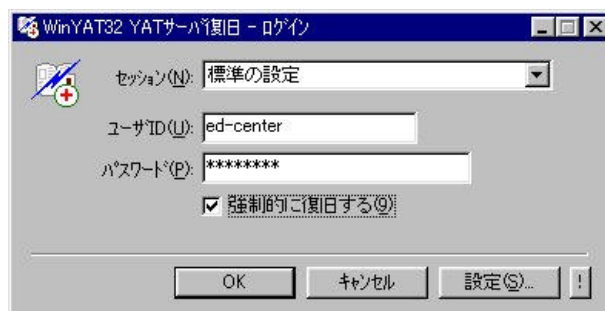 WinYAT32 YATｻｰﾊﾞ復旧 - ﾛｸﾞｲﾝ
ｾｯｼｮﾝ(N): 標準の設定
ﾕｰｻﾞID(U): ed-center
ﾊﾟｽﾜｰﾄﾞ(P): ********
強制的に復旧する(9)
OK ｷｬﾝｾﾙ 設定(S)... !